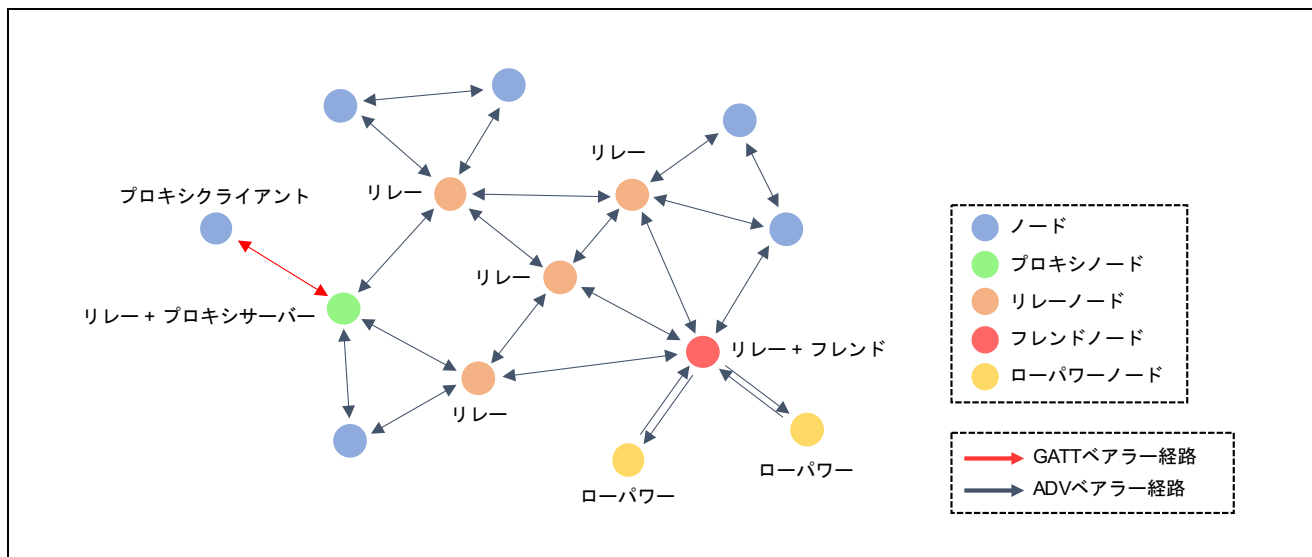 リレー
リレー
プロキシクライアント
リレー
リレー + プロキシサーバー
リレー + フレンド
リレー
ローパワー
ローパワー
ノード
プロキシノード
リレーノード
フレンドノード
ローパワーノード
GATTベアラー経路
ADVベアラー経路